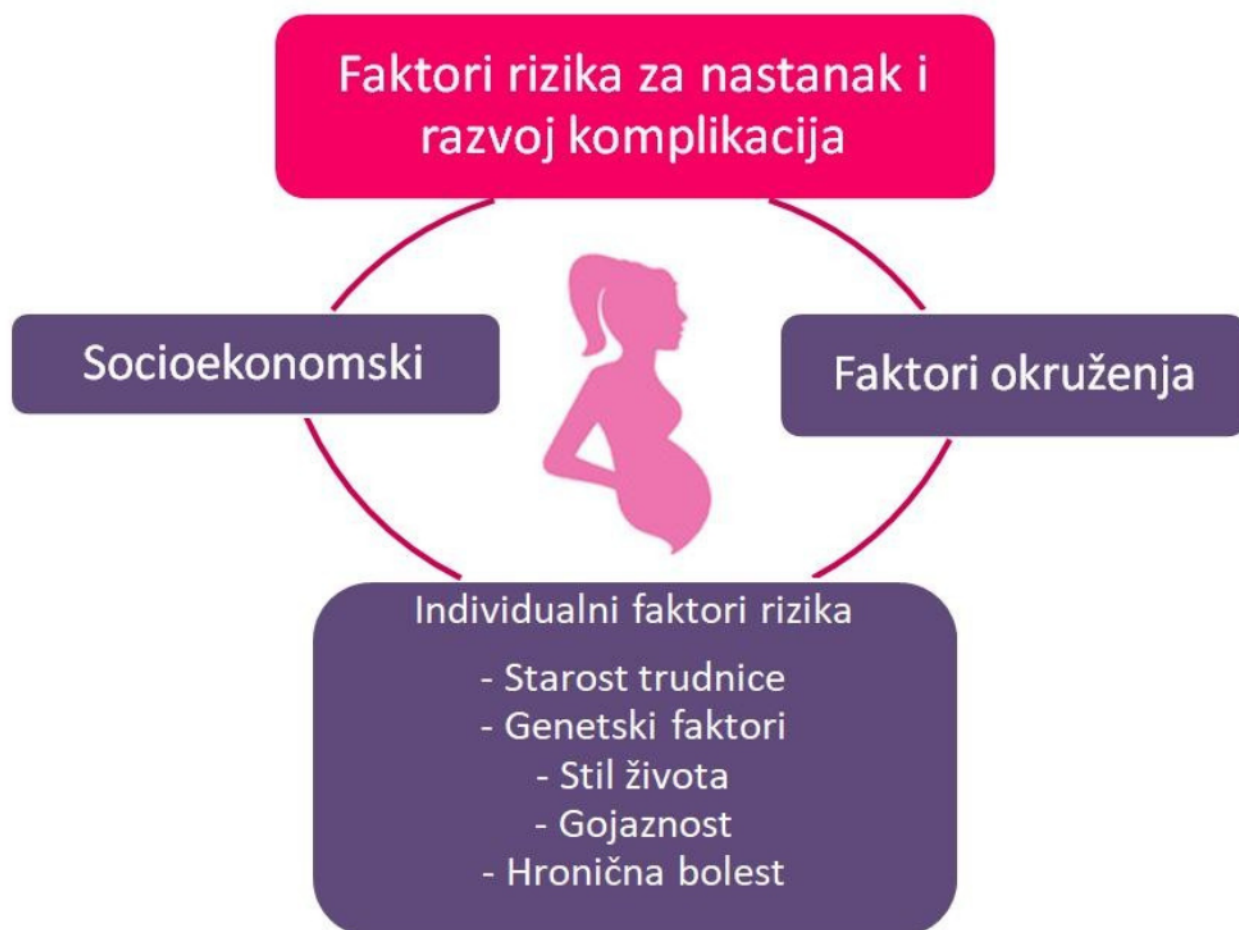 Faktori rizika za nastanak i
razvoj komplikacija
Socioekonomski
Faktori okruženja
Individualni faktori rizika
- Starost trudnice
- Genetski faktori
- Stil života
- Gojaznost
- Hronična bolest